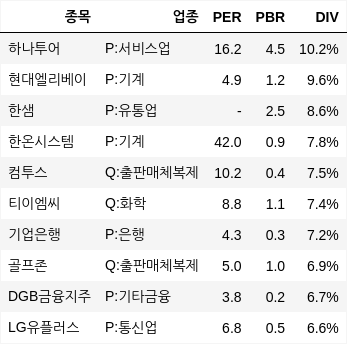 종목 업종 PER PBR DIV
하나투어 P:서비스업 16.2 4.5 10.2%
현대엘리베이 P:기계 4.9 1.2 9.6%
한샘 P:유통업 - 2.5 8.6%
한온시스템 P:기계 42.0 0.9 7.8%
컴투스 Q:출판매체복제 10.2 0.4 7.5%
티이엠씨 Q:화학 8.8 1.1 7.4%
기업은행 P:은행 4.3 0.3 7.2%
골프존 Q:출판매체복제 5.0 1.0 6.9%
DGB금융지주 P:기타금융 3.8 0.2 6.7%
LG유플러스 P:통신업 6.8 0.5 6.6%